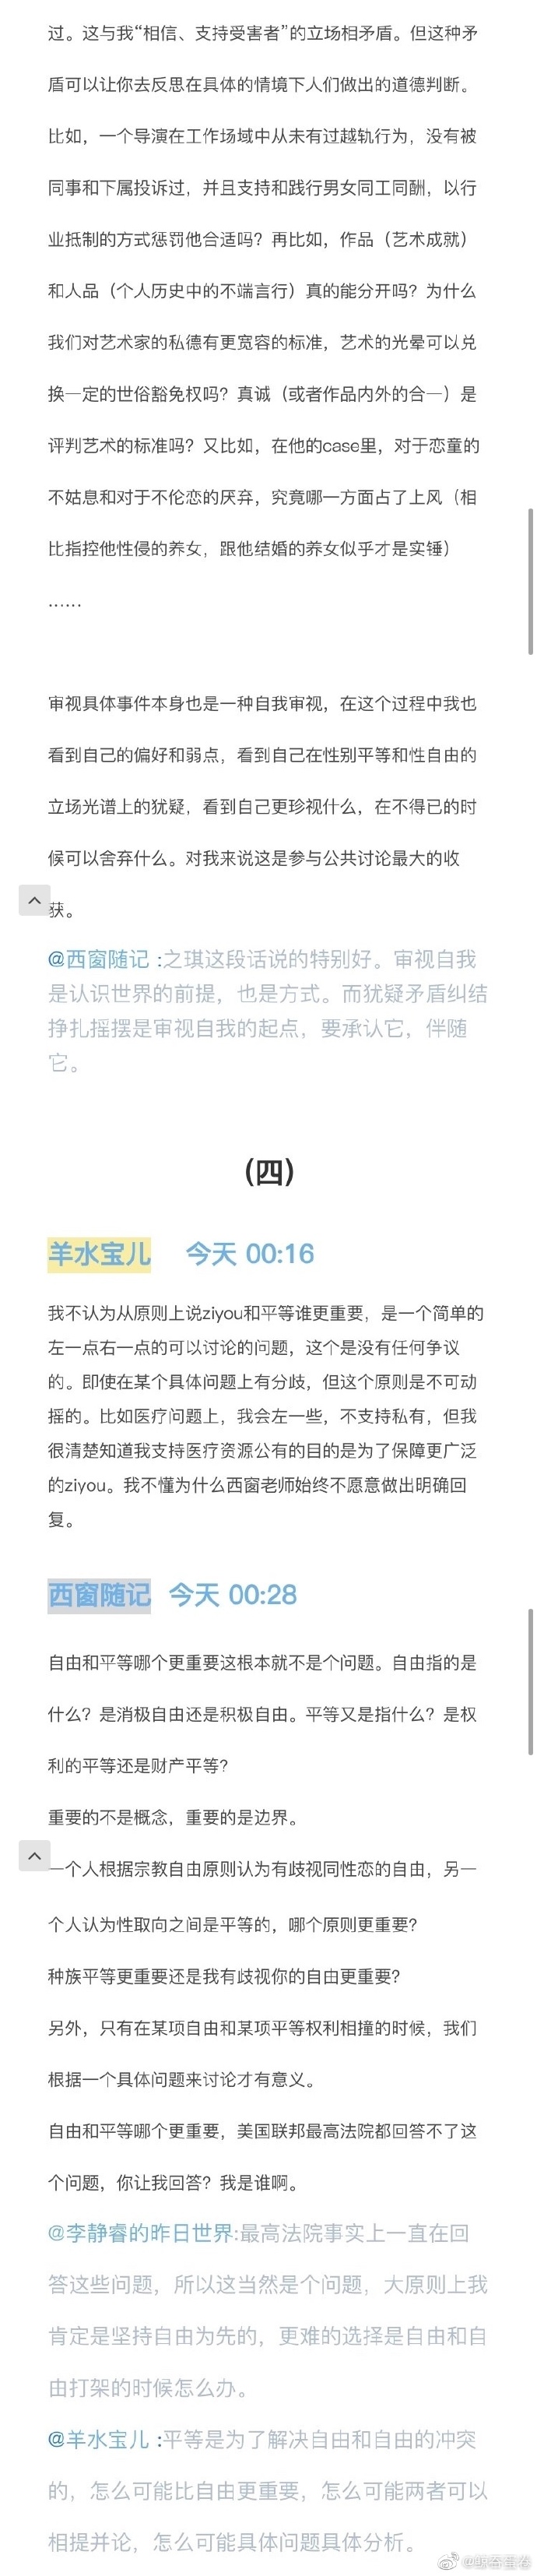 过。这与我“相信、支持受害者”的立场相矛盾。但这种矛
盾可以让你去反思在具体的情境下人们做出的道德判断。
比如，一个导演在工作场域中从未有过越轨行为，没有被
同事和下属投诉过，并且支持和践行男女同工同酬，以行
业抵制的方式惩罚他合适吗？再比如，作品（艺术成就）
和人品（个人历史中的不端言行）真的能分开吗？为什么
我们对艺术家的私德有更宽容的标准，艺术的光晕可以兑
换一定的世俗豁免权吗？真诚（或者作品内外的合一）是
评判艺术的标准吗？又比如，在他的case里，对于恋童的
不姑息和对于不伦恋的厌弃，究竟哪一方面占了上风（相
比指控他性侵的养女，跟他结婚的养女似乎才是实锤）
……
审视具体事件本身也是一种自我审视，在这个过程中我也
看到自己的偏好和弱点，看到自己在性别平等和性自由的
立场光谱上的犹疑，看到自己更珍视什么，在不得已的时
候可以舍弃什么。对我来说这是参与公共讨论最大的收
获。
@西窗随记 :之琪这段话说的特别好。审视自我
是认识世界的前提，也是方式。而犹疑矛盾纠结
挣扎摇摆是审视自我的起点，要承认它，伴随
它。
(四)
羊水宝儿 今天 00:16
我不认为从原则上说ziyou和平等谁更重要，是一个简单的
左一点右一点的可以讨论的问题，这个是没有任何争议
的。即使在某个具体问题上有分歧，但这个原则是不可动
摇的。比如医疗问题上，我会左一些，不支持私有，但我
很清楚知道我支持医疗资源公有的目的是为了保障更广泛
的ziyou。我不懂为什么西窗老师始终不愿意做出明确回
复。
西窗随记 今天 00:28
自由和平等哪个更重要这根本就不是个问题。自由指的是
什么？是消极自由还是积极自由。平等又是指什么？是权
利的平等还是财产平等？
重要的不是概念，重要的是边界。
一个人根据宗教自由原则认为有歧视同性恋的自由，另一
个人认为性取向之间是平等的，哪个原则更重要？
种族平等更重要还是我有歧视你的自由更重要？
另外，只有在某项自由和某项平等权利相撞的时候，我们
根据一个具体问题来讨论才有意义。
自由和平等哪个更重要，美国联邦最高法院都回答不了这
个问题，你让我回答？我是谁啊。
@李静睿的昨日世界:最高法院事实上一直在回
答这些问题，所以这当然是个问题，大原则上我
肯定是坚持自由为先的，更难的选择是自由和自
由打架的时候怎么办。
@羊水宝儿 :平等是为了解决自由和自由的冲突
的，怎么可能比自由更重要，怎么可能两者可以
相提并论，怎么可能具体问题具体分析。